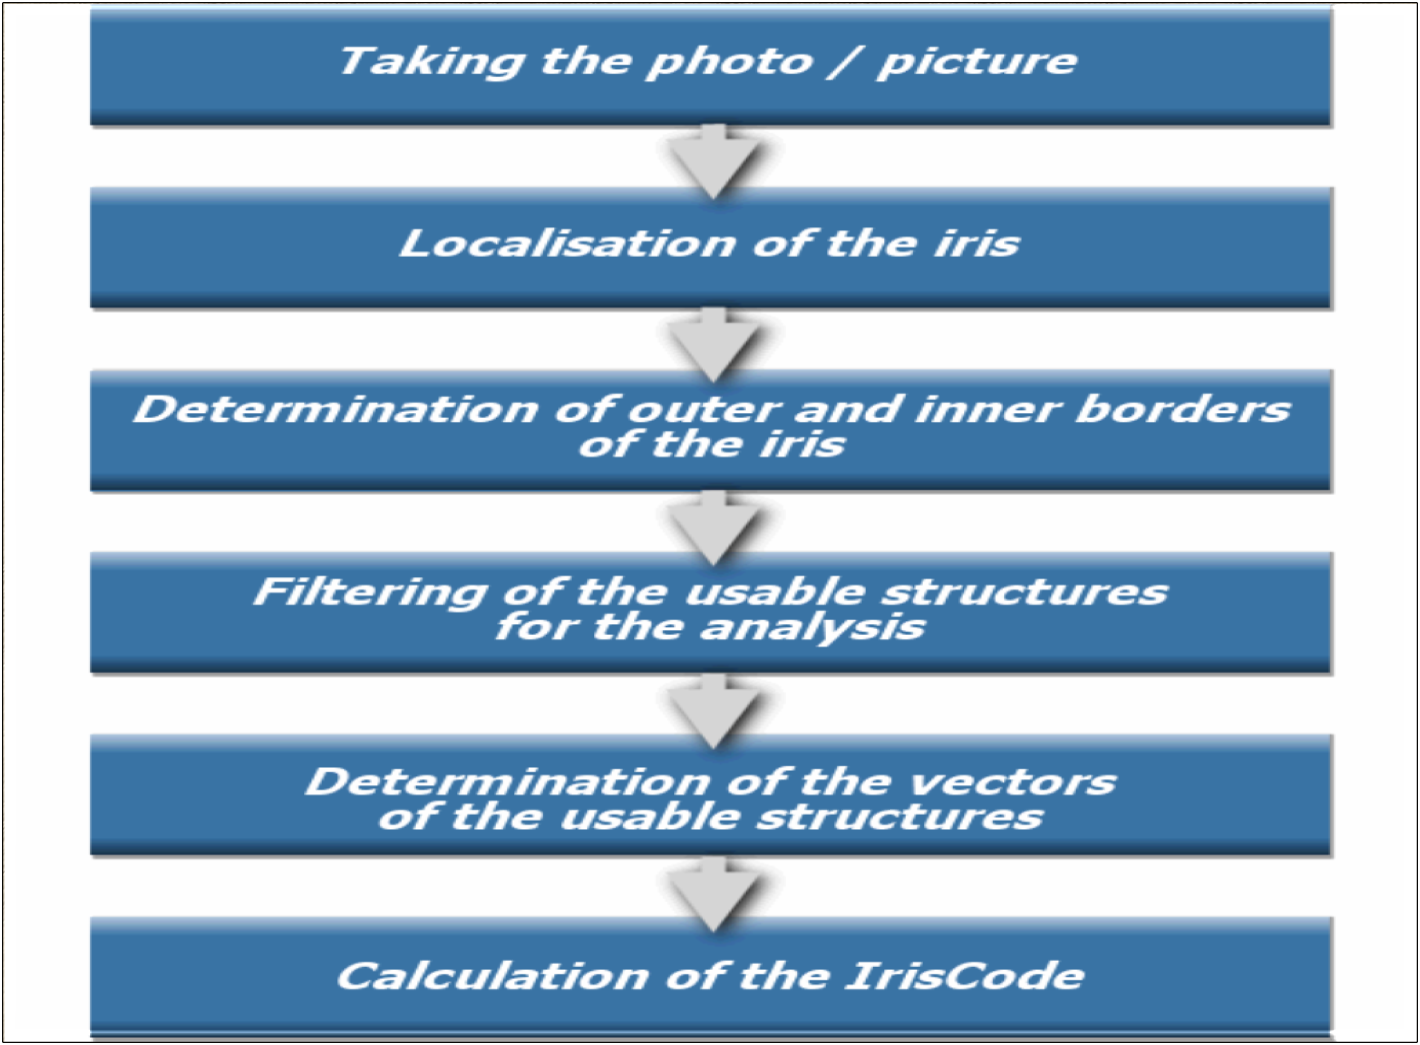 Taking the photo / picture
Localisation of the iris
Determination of outer and inner borders
of the iris
Filtering of the usable structures
for the analysis
Determination of the vectors
of the usable structures
Calculation of the IrisCode